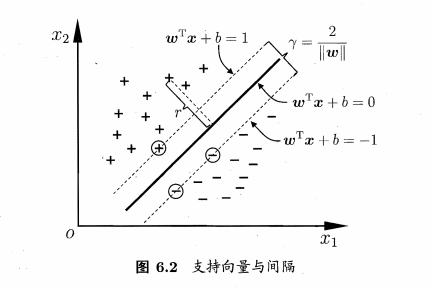 x₂
wᵀx + b = 1
γ = 2/‖w‖
wᵀx + b = 0
r
wᵀx + b = −1
O
x₁
图 6.2 支持向量与间隔